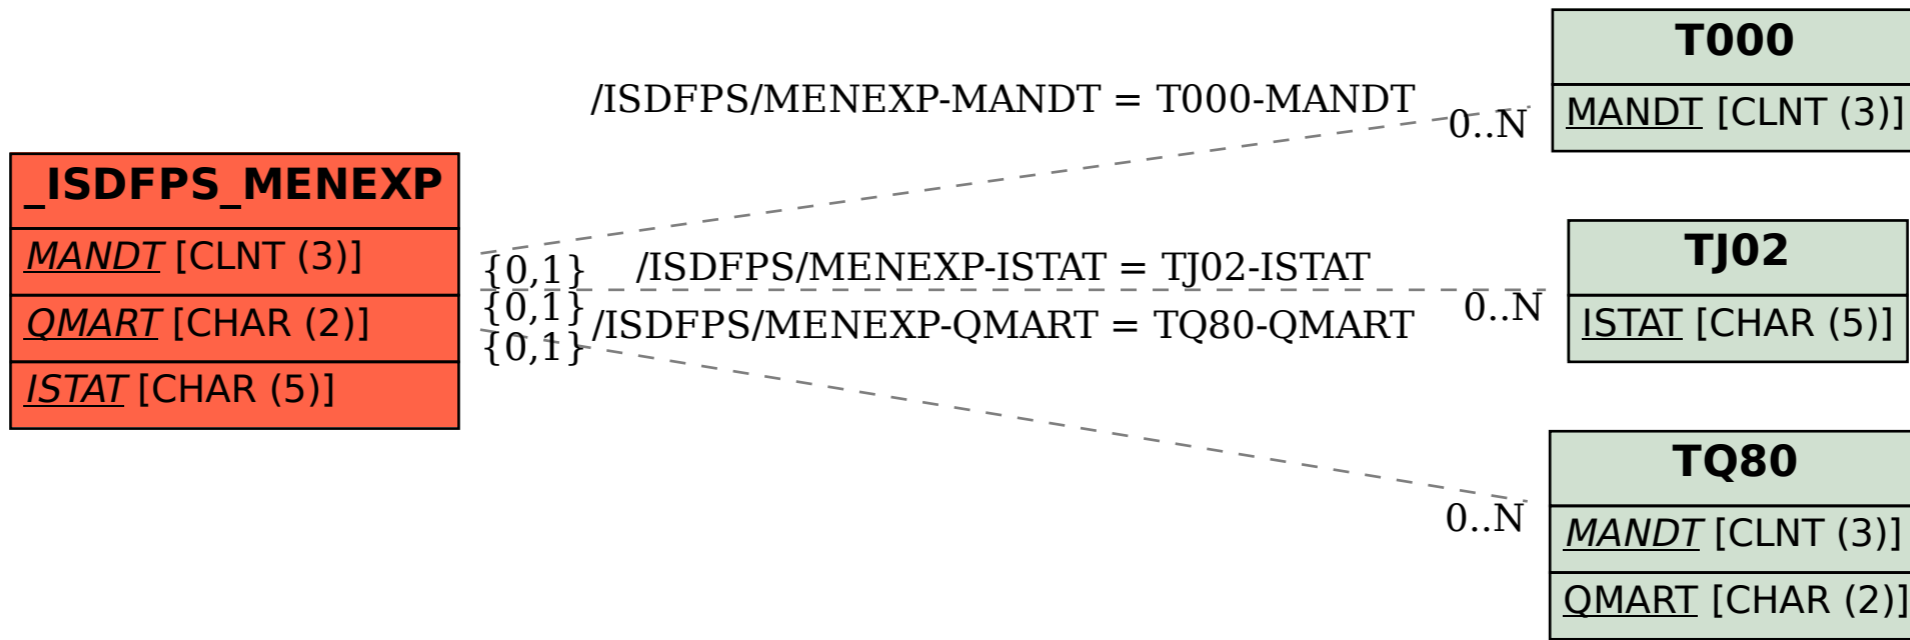 _ISDFPS_MENEXP
MANDT [CLNT (3)]
QMART [CHAR (2)]
ISTAT [CHAR (5)]
/ISDFPS/MENEXP-MANDT = T000-MANDT
0..N
{0,1}
/ISDFPS/MENEXP-ISTAT = TJ02-ISTAT
0..N
{0,1}
/ISDFPS/MENEXP-QMART = TQ80-QMART
{0,1}
0..N
T000
MANDT [CLNT (3)]
TJ02
ISTAT [CHAR (5)]
TQ80
MANDT [CLNT (3)]
QMART [CHAR (2)]